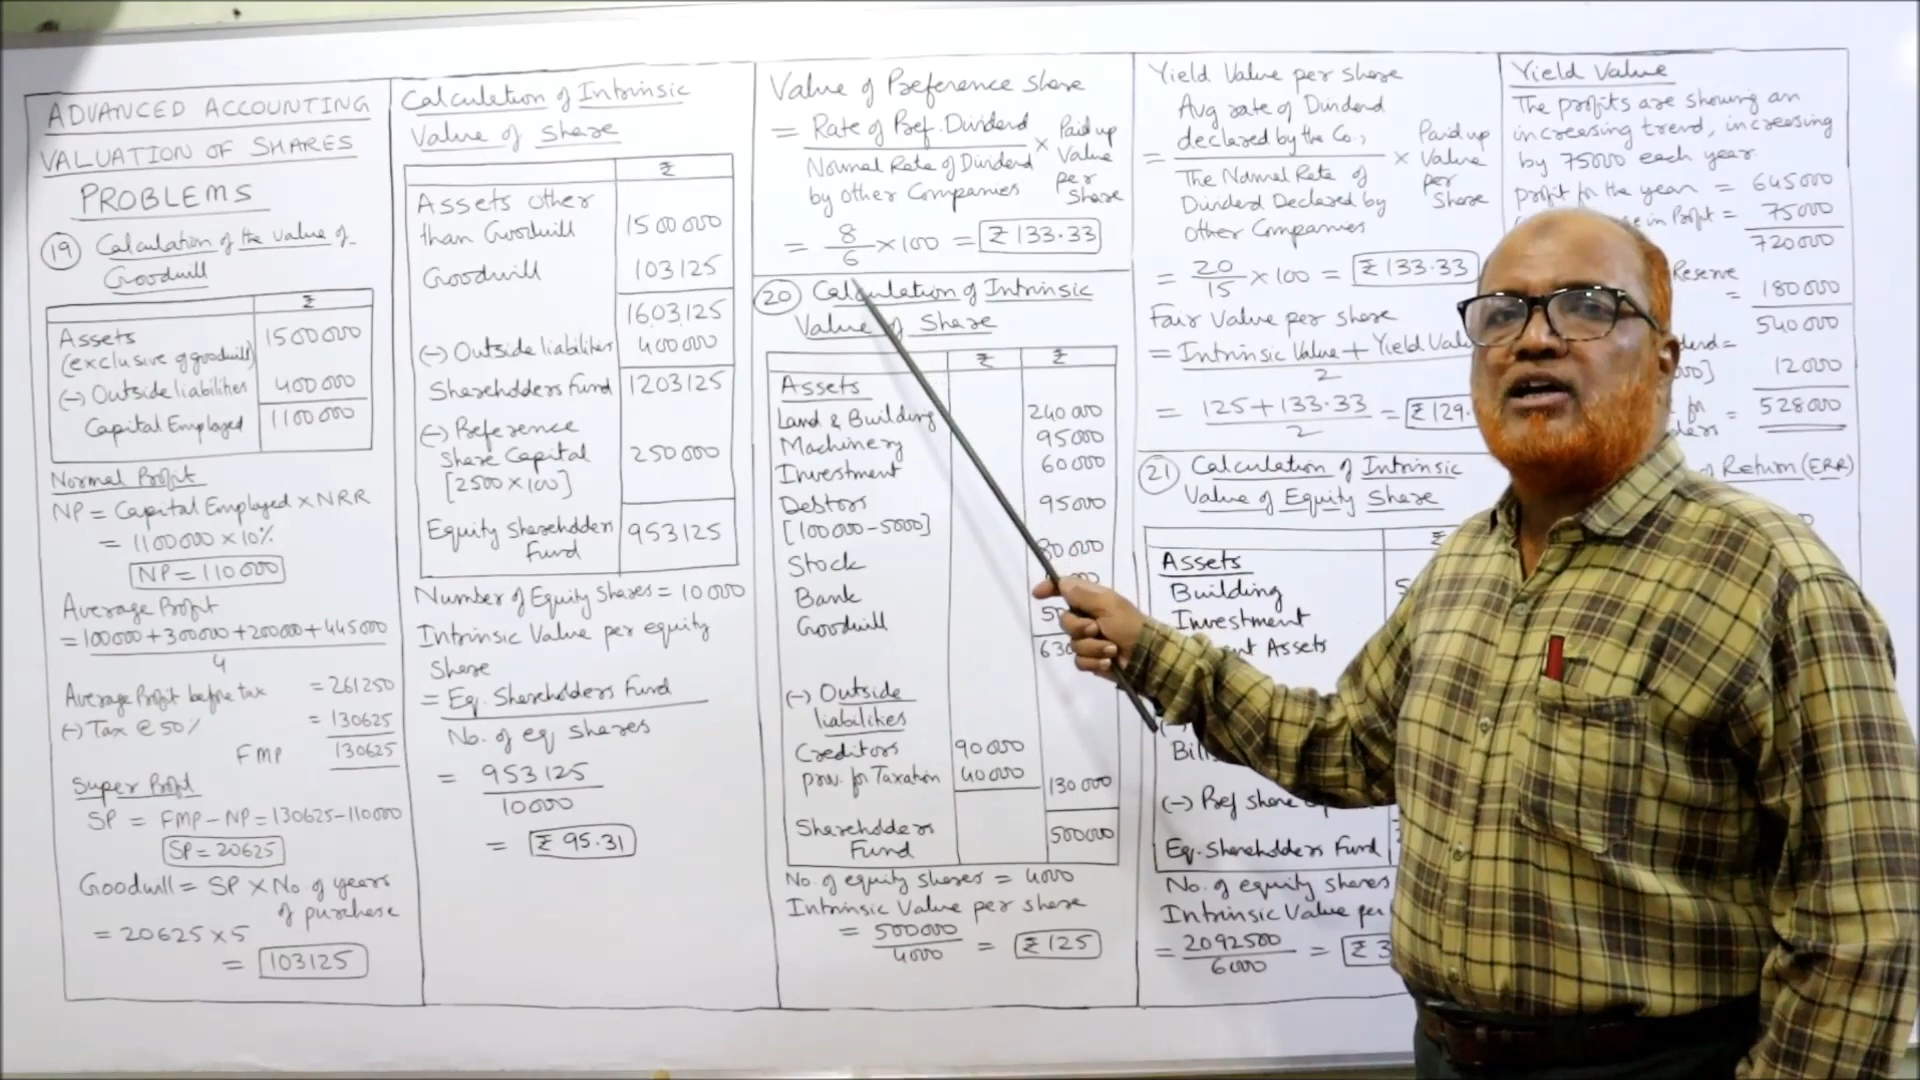 ADVANCED ACCOUNTING
VALUATION OF SHARES
PROBLEMS
19 Calculation of the value of
Goodwill
₹
Assets 1500000
(exclusive of goodwill)
(-) Outside liabilities 400000
Capital Employed 1100000
Normal Profit
NP = Capital Employed × NRR
= 1100000 × 10%
NP = 110000
Average Profit
= 100000 + 300000 + 200000 + 445000
4
Average Profit before tax = 261250
(-) Tax @ 50% = 130625
FMP 130625
Super Profit
SP = FMP - NP = 130625 - 110000
SP = 20625
Goodwill = SP × No. of years
of purchase
= 20625 × 5
= 103125
Calculation of Intrinsic
Value of Share
₹
Assets other
than Goodwill 1500000
Goodwill 103125
1603125
(-) Outside liabilities 400000
Shareholders Fund 1203125
(-) Preference
Share Capital 250000
[2500 × 100]
Equity Shareholders 953125
Fund
Number of Equity Shares = 10000
Intrinsic Value per equity
Share
= Eq. Shareholders Fund
No. of eq shares
= 953125
10000
= ₹ 95.31
Value of Preference Share
= Rate of Pref. Dividend × Paid up
Normal Rate of Dividend Value
by other Companies per
Share
= 8
6 × 100 = ₹ 133.33
20 Calculation of Intrinsic
Value of Share
₹ ₹
Assets
Land & Building 240000
Machinery 95000
Investment 60000
Debtors 95000
[100000 - 5000]
Stock 80000
Bank
Goodwill
(-) Outside
liabilities
Creditors 90000
prov. for Taxation 40000 130000
Shareholders 500000
Fund
No. of equity shares = 4000
Intrinsic Value per share
= 500000
4000 = ₹ 125
Yield Value per share
Avg rate of Dividend
declared by the Co., Paid up
= × Value
The Normal Rate of per
Dividend Declared by Share
Other Companies
= 20
15 × 100 = ₹ 133.33
Fair Value per share
= Intrinsic Value + Yield
2
= 125 + 133.33
2 = ₹ 129.
21 Calculation of Intrinsic
Value of Equity Share
Assets
Building
Investment
Assets
(-) Pref share
Eq. Shareholders Fund
No. of equity shares
Intrinsic Value per
= 2092500
6000 = ₹ 3
Yield Value
The profits are showing an
increasing trend, increasing
by 75000 each year.
profit for the year = 645000
in Profit = 75000
720000
Reserve
= 180000
540000
12000
528000
Return (ERR)